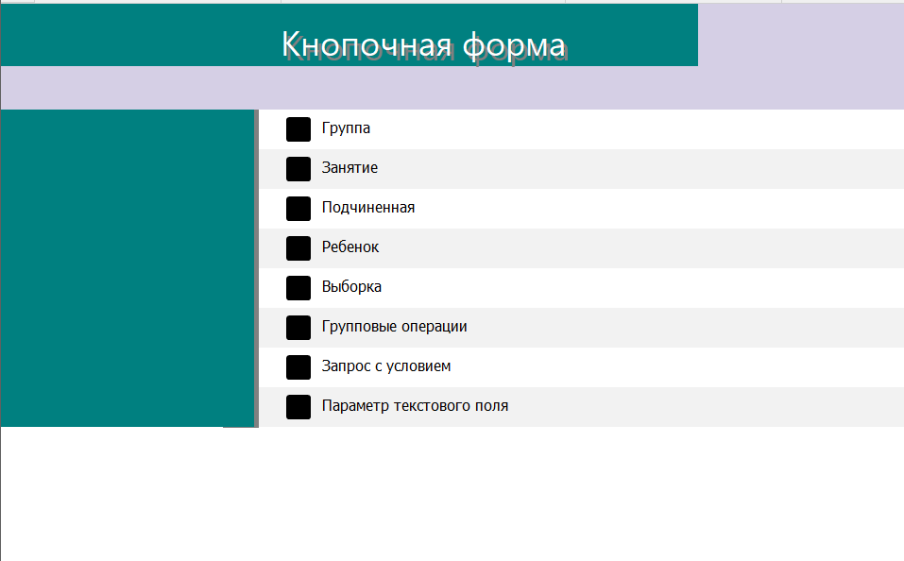 Кнопочная форма
Группа
Занятие
Подчиненная
Ребенок
Выборка
Групповые операции
Запрос с условием
Параметр текстового поля